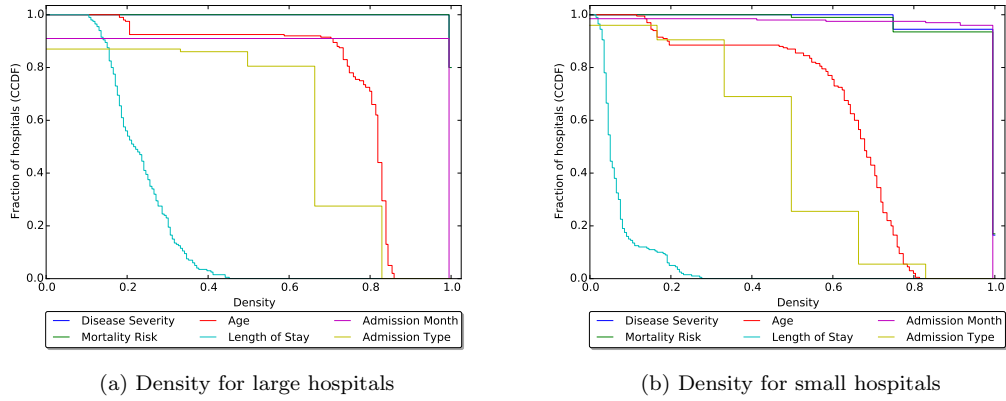 Fraction of hospitals (CCDF)
1.0
0.8
0.6
0.4
0.2
0.0
0.0 0.2 0.4 0.6 0.8 1.0
Density
Disease Severity Age Admission Month
Mortality Risk Length of Stay Admission Type
(a) Density for large hospitals
Fraction of hospitals (CCDF)
1.0
0.8
0.6
0.4
0.2
0.0
0.0 0.2 0.4 0.6 0.8 1.0
Density
Disease Severity Age Admission Month
Mortality Risk Length of Stay Admission Type
(b) Density for small hospitals